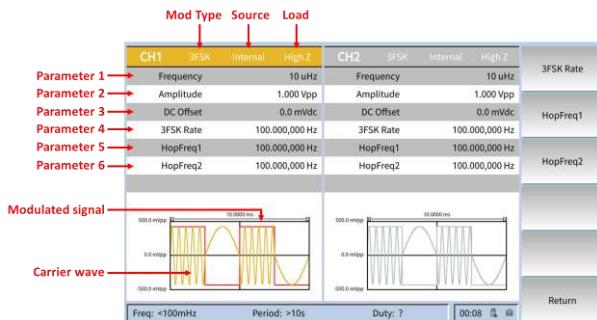 Mod Type Source Load
CH1 3FSK Internal High Z CH2 3FSK Internal High Z
3FSK Rate
Parameter 1 Frequency 10 uHz Frequency 10 uHz
Parameter 2 Amplitude 1.000 Vpp Amplitude 1.000 Vpp
Parameter 3 DC Offset 0.0 mVdc DC Offset 0.0 mVdc
HopFreq1
Parameter 4 3FSK Rate 100.000,000 Hz 3FSK Rate 100.000,000 Hz
Parameter 5 HopFreq1 100.000,000 Hz HopFreq1 100.000,000 Hz
Parameter 6 HopFreq2 100.000,000 Hz HopFreq2 100.000,000 Hz
HopFreq2
Modulated signal
10.0000 ms 10.0000 ms
500.0 mVpp 500.0 mVpp
0.0 mVpp 0.0 mVpp
Carrier wave
-500.0 mVpp -500.0 mVpp
Return
Freq: <100mHz Period: >10s Duty: ? 00:08